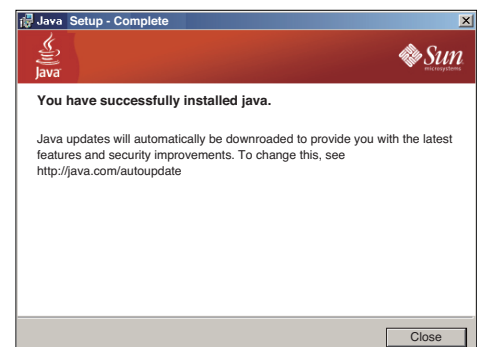 Java Setup - Complete
Java
Sun
microsystems
You have successfully installed java.
Java updates will automatically be downroaded to provide you with the latest
features and security improvements. To change this, see
http://java.com/autoupdate
Close